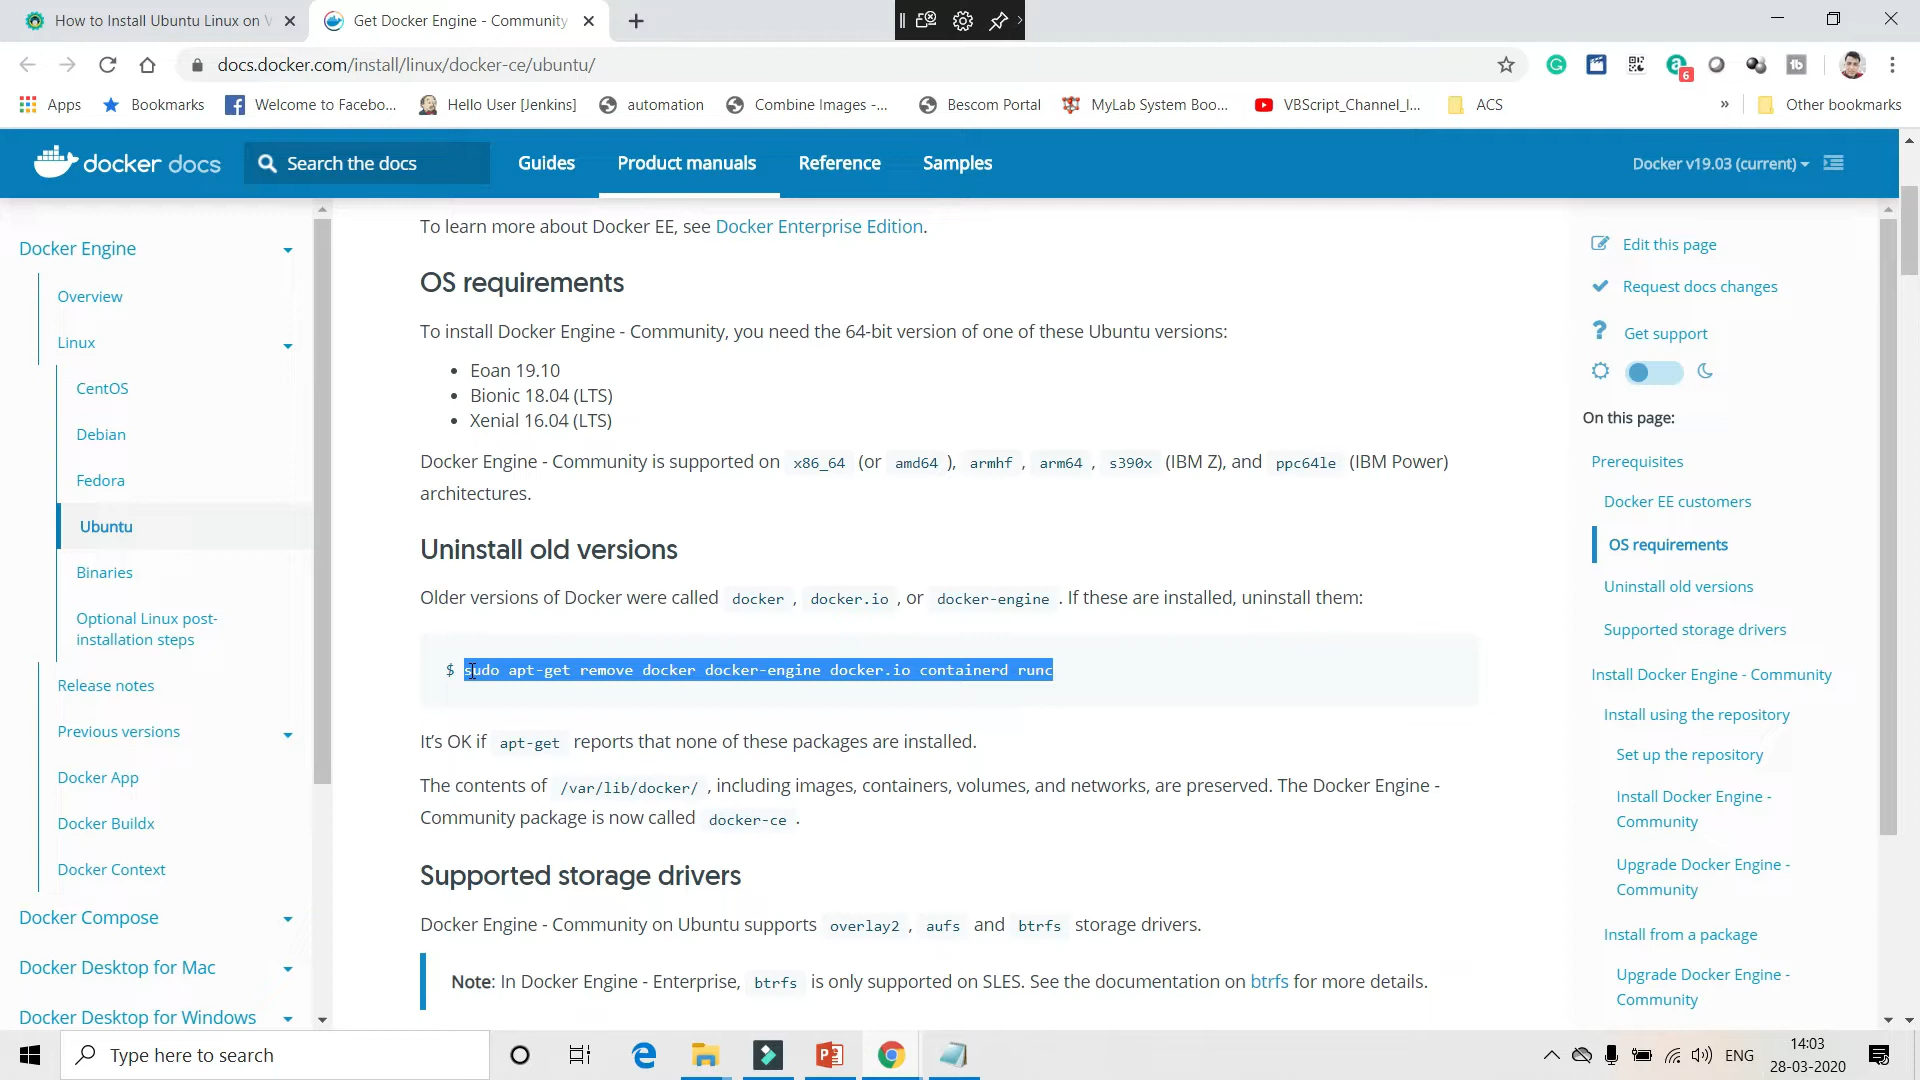 How to Install Ubuntu Linux on V
Get Docker Engine - Community
docs.docker.com/install/linux/docker-ce/ubuntu/
6
Apps
Bookmarks
Welcome to Facebo...
Hello User [Jenkins]
automation
Combine Images -...
Bescom Portal
MyLab System Boo...
VBScript_Channel_I...
ACS
»
Other bookmarks
docker docs
Search the docs
Guides
Product manuals
Reference
Samples
Docker v19.03 (current)
Docker Engine
Overview
Linux
CentOS
Debian
Fedora
Ubuntu
Binaries
Optional Linux post-
installation steps
Release notes
Previous versions
Docker App
Docker Buildx
Docker Context
Docker Compose
Docker Desktop for Mac
Docker Desktop for Windows
To learn more about Docker EE, see Docker Enterprise Edition.
OS requirements
To install Docker Engine - Community, you need the 64-bit version of one of these Ubuntu versions:
• Eoan 19.10
• Bionic 18.04 (LTS)
• Xenial 16.04 (LTS)
Docker Engine - Community is supported on x86_64 (or amd64 ), armhf , arm64 , s390x (IBM Z), and ppc64le (IBM Power)
architectures.
Uninstall old versions
Older versions of Docker were called docker , docker.io , or docker-engine . If these are installed, uninstall them:
$ sudo apt-get remove docker docker-engine docker.io containerd runc
It’s OK if apt-get reports that none of these packages are installed.
The contents of /var/lib/docker/ , including images, containers, volumes, and networks, are preserved. The Docker Engine -
Community package is now called docker-ce .
Supported storage drivers
Docker Engine - Community on Ubuntu supports overlay2 , aufs and btrfs storage drivers.
Note: In Docker Engine - Enterprise, btrfs is only supported on SLES. See the documentation on btrfs for more details.
Edit this page
Request docs changes
Get support
On this page:
Prerequisites
Docker EE customers
OS requirements
Uninstall old versions
Supported storage drivers
Install Docker Engine - Community
Install using the repository
Set up the repository
Install Docker Engine -
Community
Upgrade Docker Engine -
Community
Install from a package
Upgrade Docker Engine -
Community
Type here to search
ENG
14:03
28-03-2020